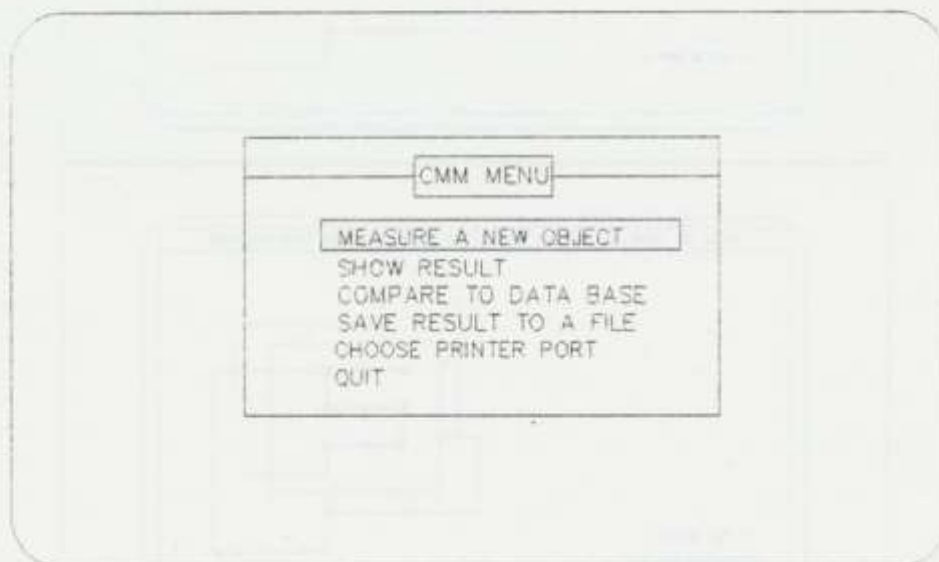 CMM MENU
MEASURE A NEW OBJECT
SHOW RESULT
COMPARE TO DATA BASE
SAVE RESULT TO A FILE
CHOOSE PRINTER PORT
QUIT